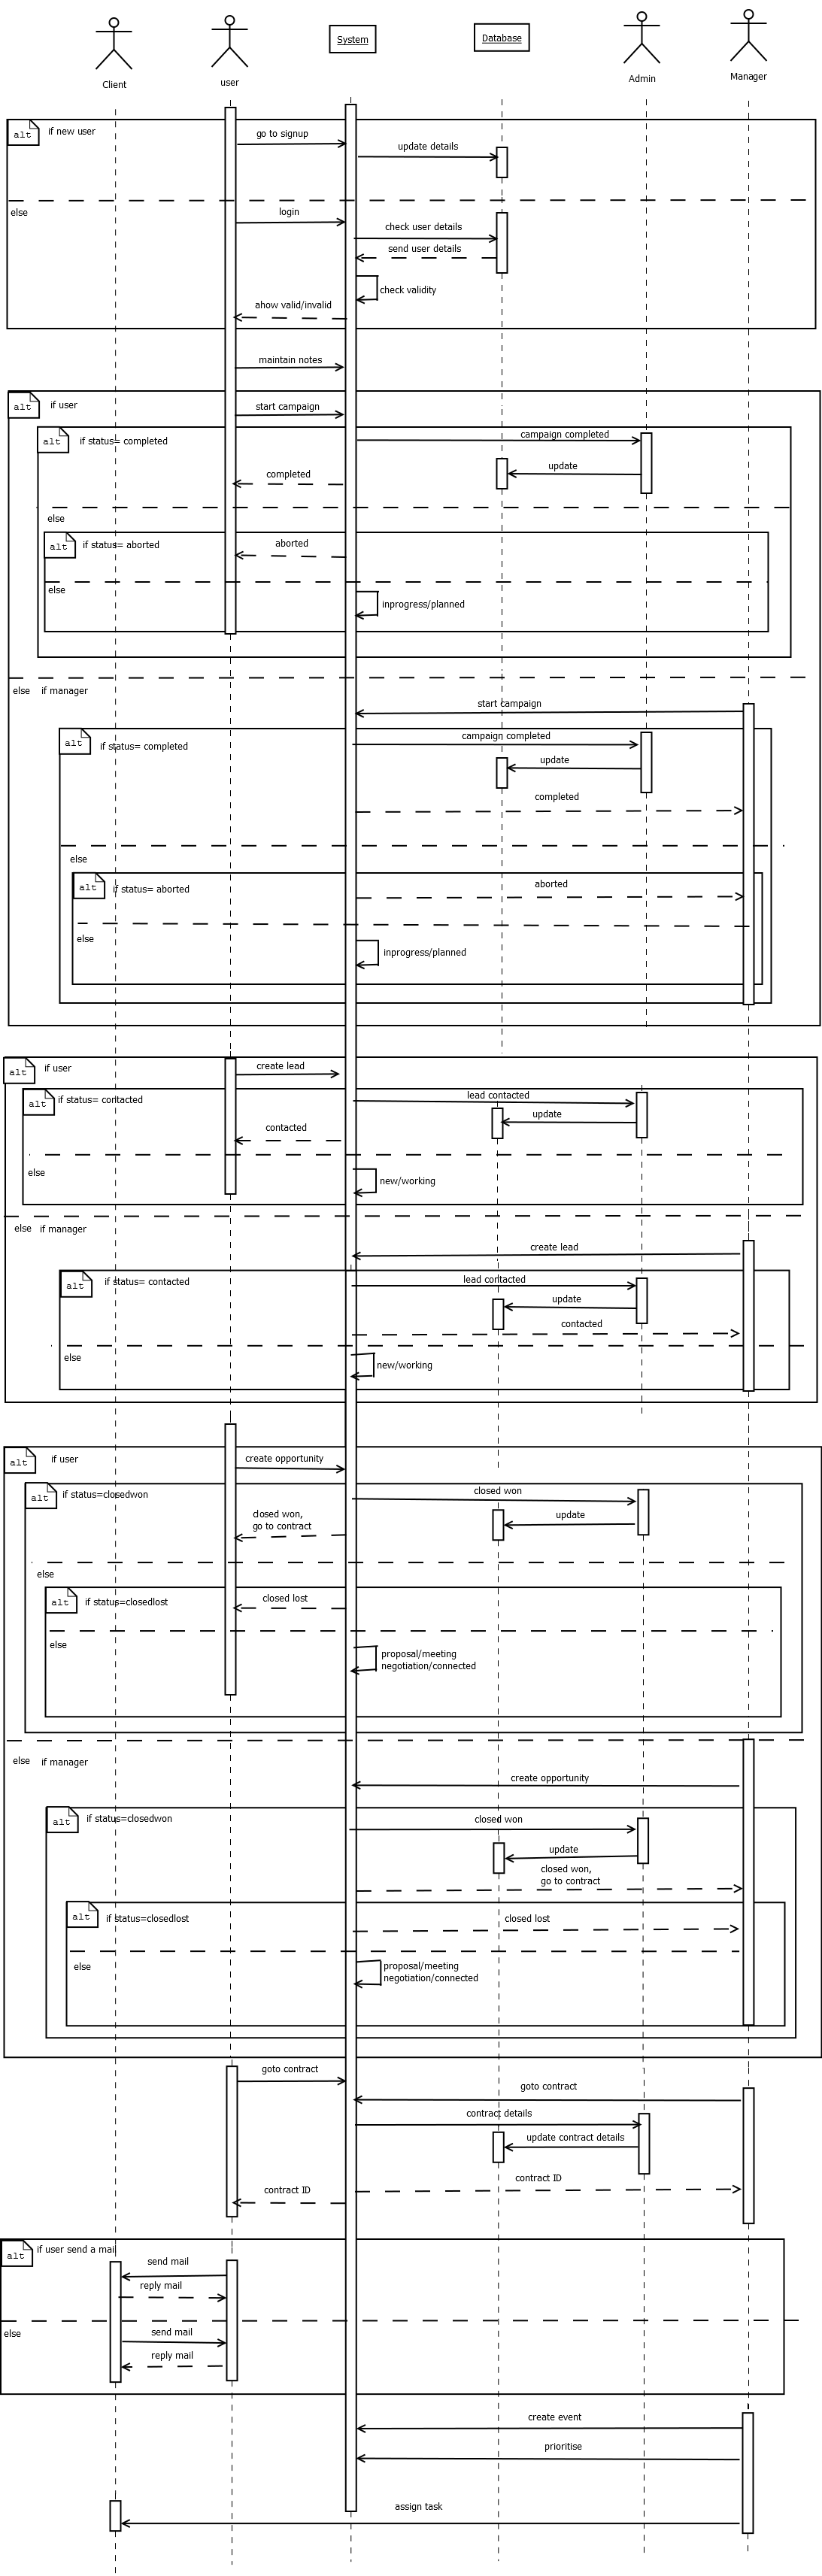 Client
user
System
Database
Admin
Manager
alt
if new user
go to signup
update details
else
login
check user details
send user details
check validity
ahow valid/invalid
maintain notes
alt
if user
start campaign
alt
if status= completed
campaign completed
update
completed
else
alt
if status= aborted
aborted
else
inprogress/planned
else if manager
start campaign
alt
if status= completed
campaign completed
update
completed
else
alt
if status= aborted
aborted
else
inprogress/planned
alt
if user
create lead
alt
if status= contacted
lead contacted
update
contacted
else
new/working
else if manager
create lead
alt
if status= contacted
lead contacted
update
contacted
else
new/working
alt
if user
create opportunity
alt
if status=closedwon
closed won
update
closed won,
go to contract
else
alt
if status=closedlost
closed lost
else
proposal/meeting
negotiation/connected
else if manager
create opportunity
alt
if status=closedwon
closed won
update
closed won,
go to contract
alt
if status=closedlost
closed lost
else
proposal/meeting
negotiation/connected
goto contract
goto contract
contract details
update contract details
contract ID
contract ID
alt
if user send a mail
send mail
reply mail
else
send mail
reply mail
create event
prioritise
assign task